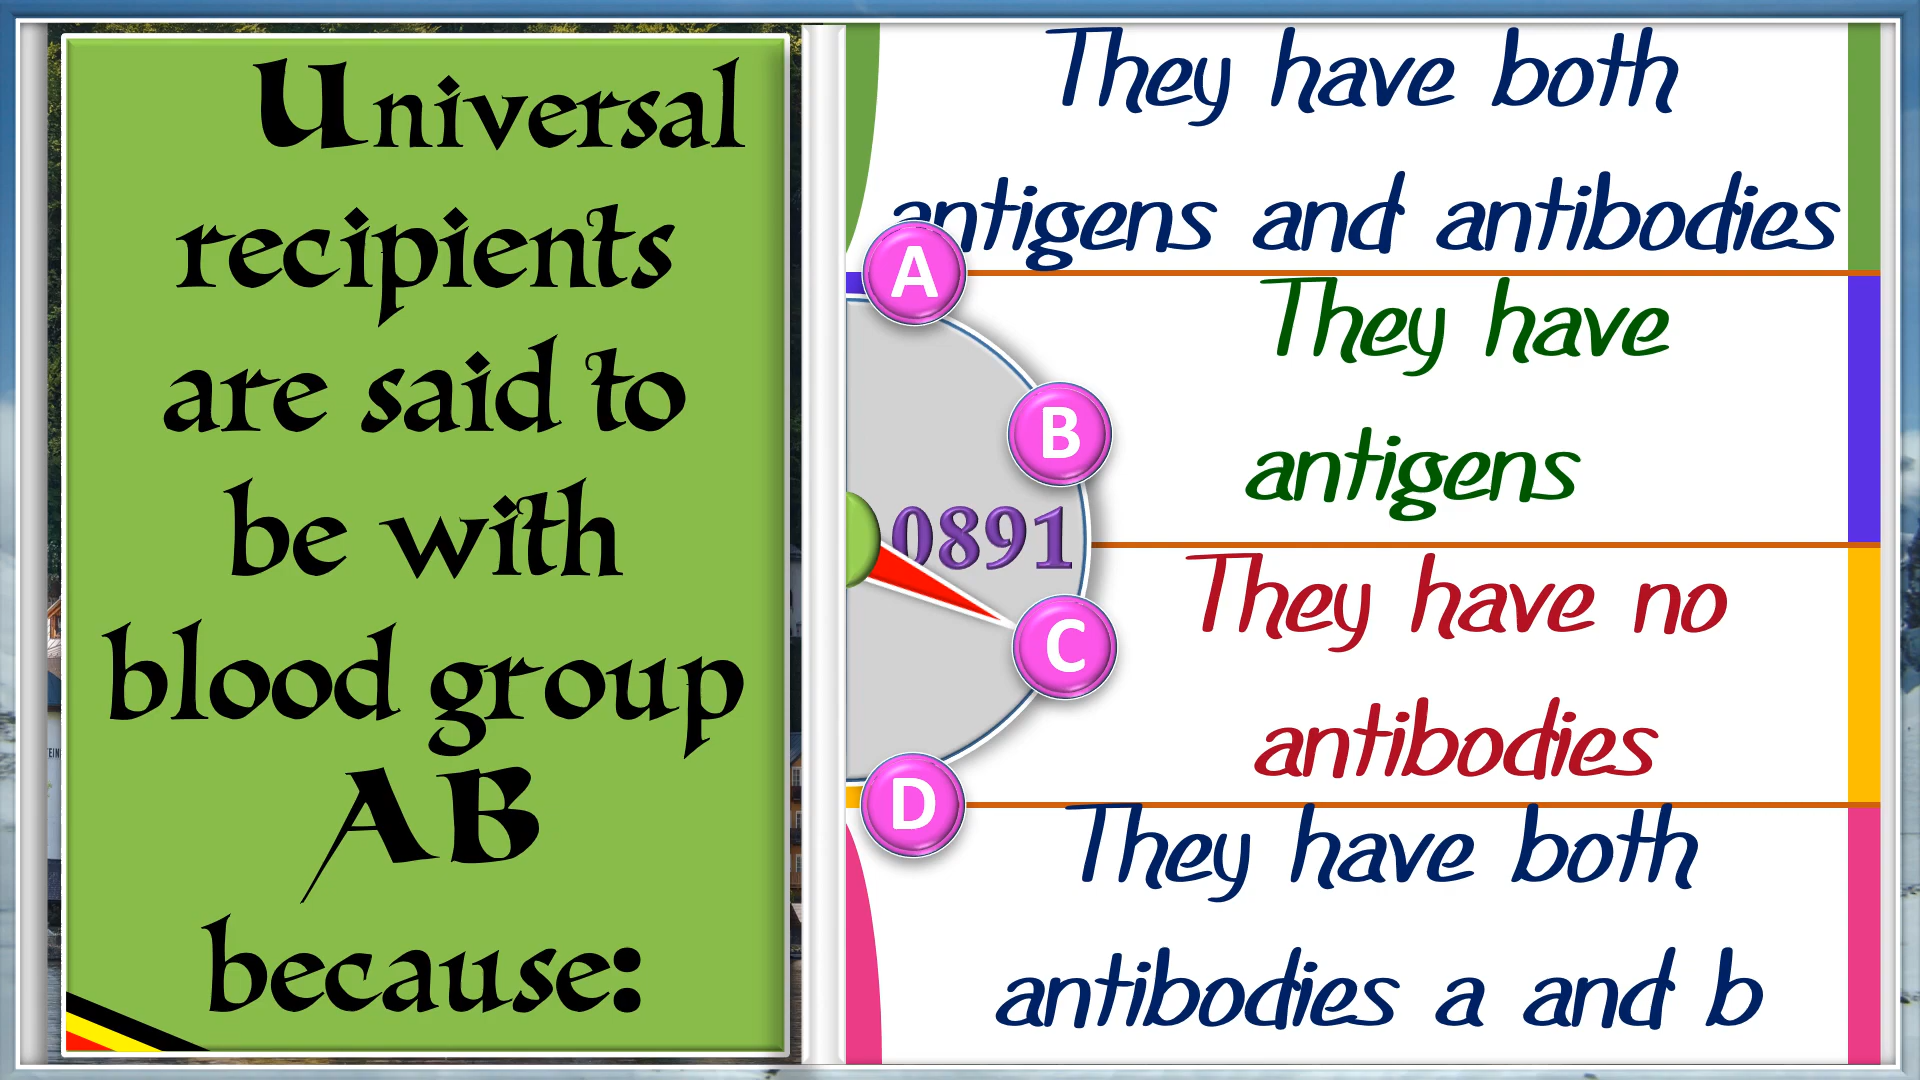 Universal
recipients
are said to
be with
blood group
AB
because:
They have both
antigens and antibodies
A
They have
antigens
B
0891
They have no
antibodies
C
D
They have both
antibodies a and b